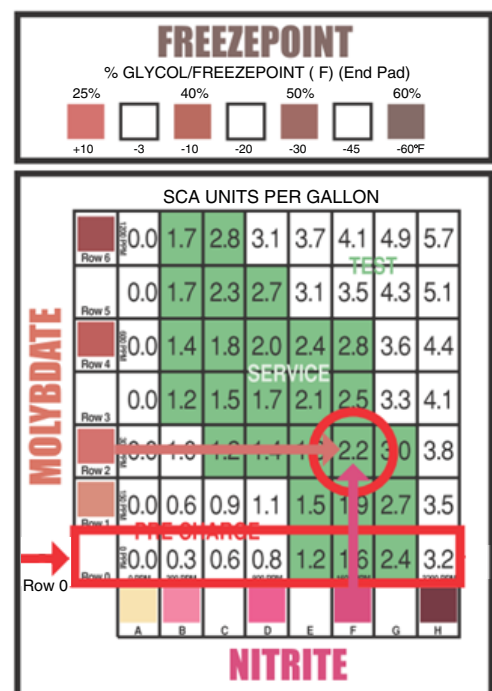 FREEZEPOINT
% GLYCOL/FREEZEPOINT ( F) (End Pad)
25% 40% 50% 60%
+10 -3 -10 -20 -30 -45 -60ºF
SCA UNITS PER GALLON
MOLYBDATE
1200 PPM 0.0 1.7 2.8 3.1 3.7 4.1 4.9 5.7
Row 6
TEST
0.0 1.7 2.3 2.7 3.1 3.5 4.3 5.1
Row 5
0.0 1.4 1.8 2.0 2.4 2.8 3.6 4.4
Row 4
SERVICE
0.0 1.2 1.5 1.7 2.1 2.5 3.3 4.1
Row 3
2.2 3.0 3.8
Row 2
0.0 0.6 0.9 1.1 1.5 1.9 2.7 3.5
Row 1
PRE CHARGE
0.0 0.3 0.6 0.8 1.2 1.6 2.4 3.2
Row 0
Row 0
A B C D E F G H
NITRITE